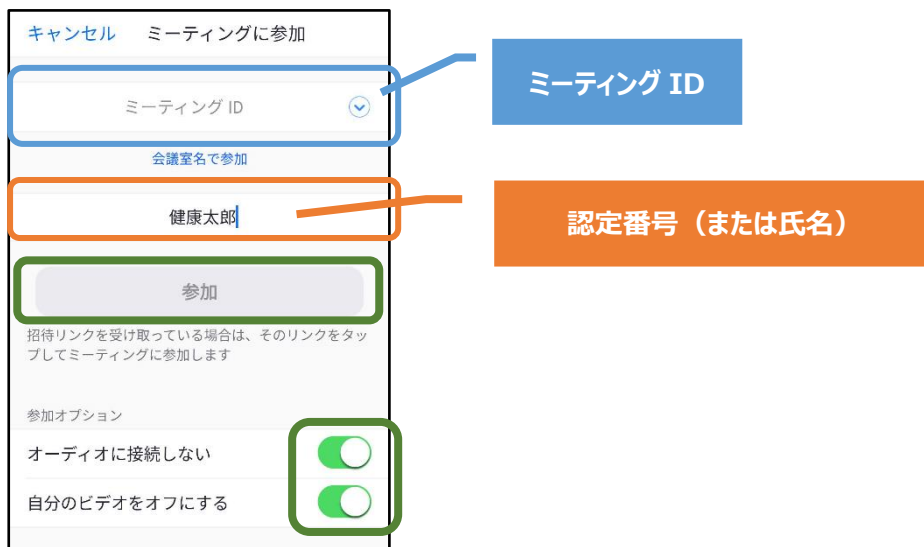 キャンセル ミーティングに参加
ミーティング ID
会議室名で参加
健康太郎
参加
招待リンクを受け取っている場合は、そのリンクをタッ
プしてミーティングに参加します
参加オプション
オーディオに接続しない
自分のビデオをオフにする
ミーティング ID
認定番号（または氏名）